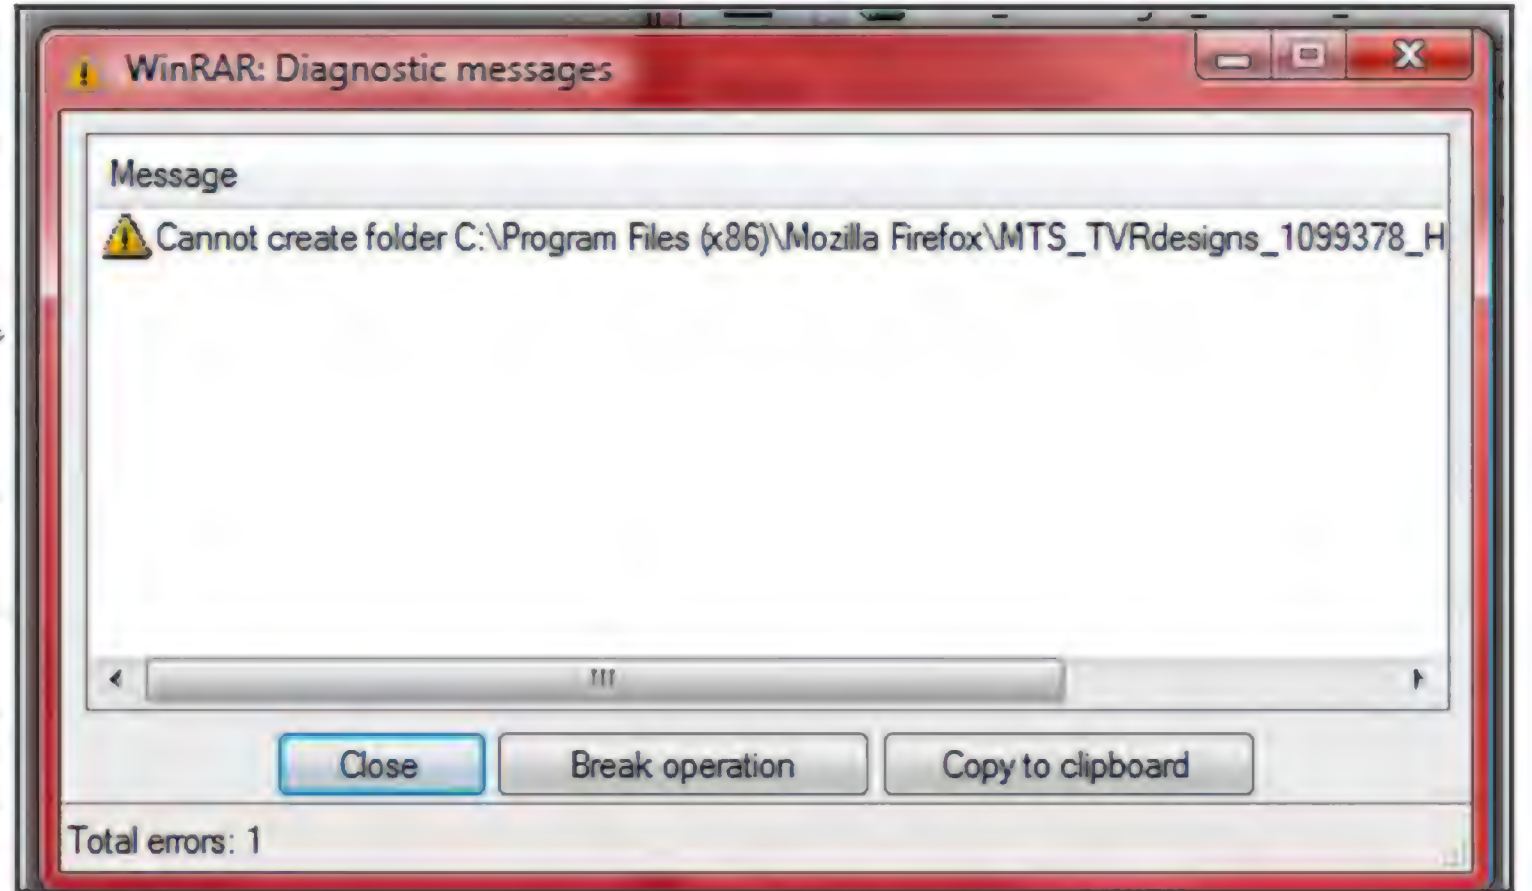 WinRAR: Diagnostic messages
Message
Cannot create folder C:\Program Files (x86)\Mozilla Firefox\MTS_TVRdesigns_1099378_H
Close
Break operation
Copy to clipboard
Total errors: 1